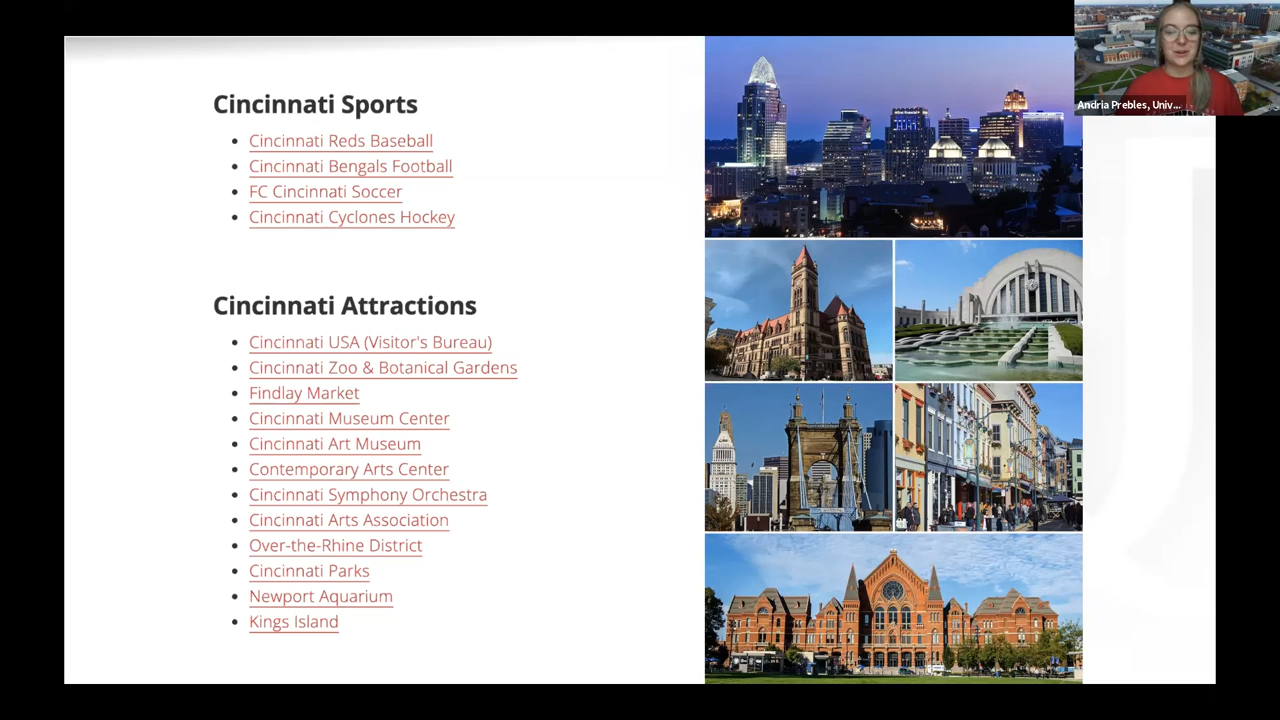 Cincinnati Sports
Cincinnati Reds Baseball
Cincinnati Bengals Football
FC Cincinnati Soccer
Cincinnati Cyclones Hockey
Cincinnati Attractions
Cincinnati USA (Visitor's Bureau)
Cincinnati Zoo & Botanical Gardens
Findlay Market
Cincinnati Museum Center
Cincinnati Art Museum
Contemporary Arts Center
Cincinnati Symphony Orchestra
Cincinnati Arts Association
Over-the-Rhine District
Cincinnati Parks
Newport Aquarium
Kings Island
Andria Prebles, Univ...